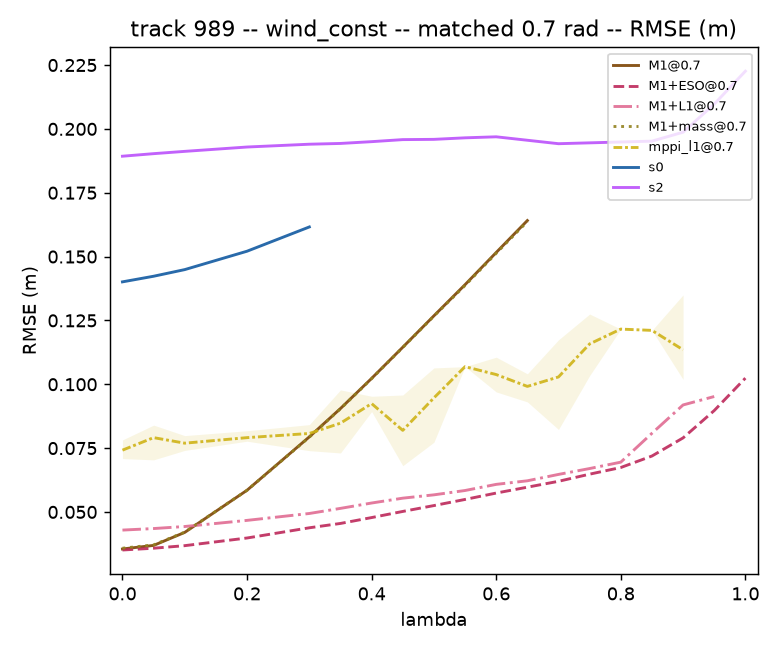 track 989 -- wind_const -- matched 0.7 rad -- RMSE (m)
0.225
0.200
0.175
0.150
0.125
0.100
0.075
0.050
RMSE (m)
M1@0.7
M1+ESO@0.7
M1+L1@0.7
M1+mass@0.7
mppi_l1@0.7
s0
s2
0.0 0.2 0.4 0.6 0.8 1.0
lambda